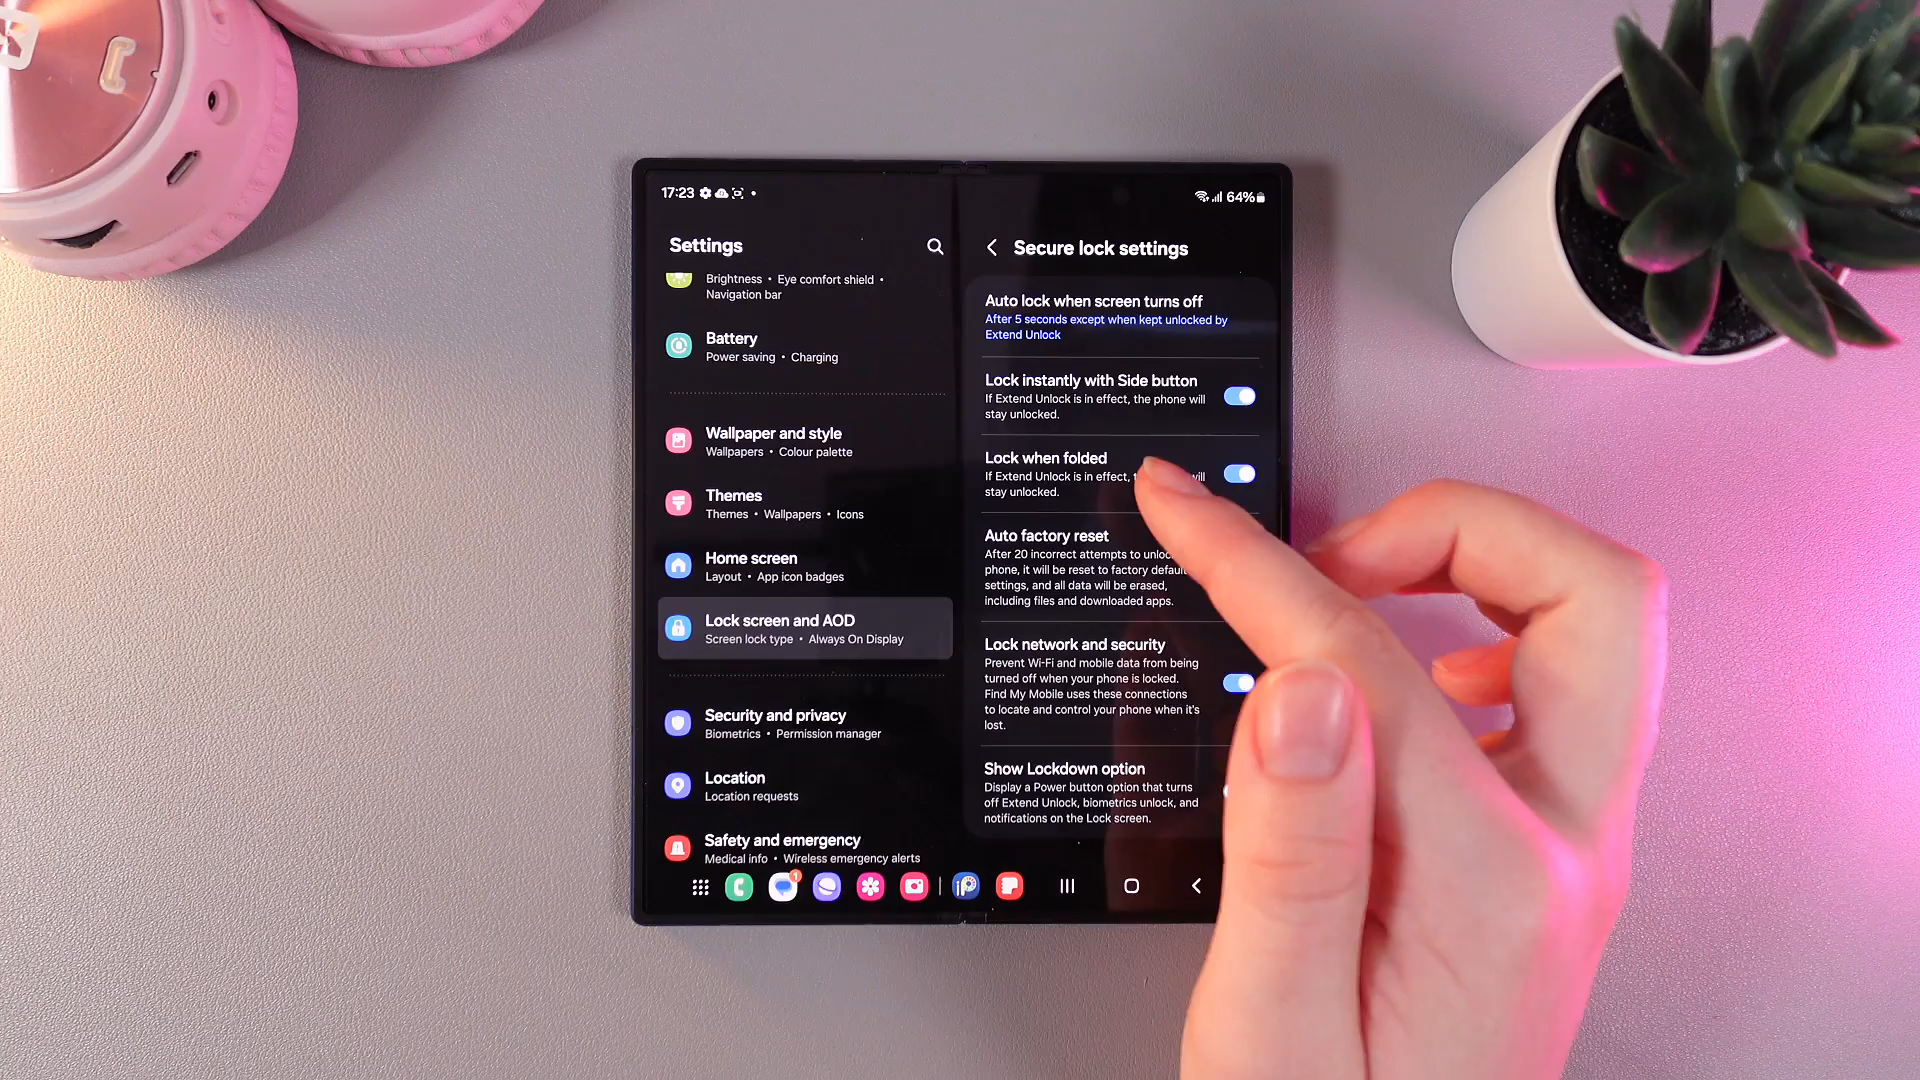 17:23
64%
Settings
Secure lock settings
Brightness • Eye comfort shield •
Navigation bar
Battery
Power saving • Charging
Wallpaper and style
Wallpapers • Colour palette
Themes
Themes • Wallpapers • Icons
Home screen
Layout • App icon badges
Lock screen and AOD
Screen lock type • Always On Display
Security and privacy
Biometrics • Permission manager
Location
Location requests
Safety and emergency
Medical info • Wireless emergency alerts
Auto lock when screen turns off
After 5 seconds except when kept unlocked by
Extend Unlock
Lock instantly with Side button
If Extend Unlock is in effect, the phone will
stay unlocked.
Lock when folded
If Extend Unlock is in effect, will
stay unlocked.
Auto factory reset
After 20 incorrect attempts to
phone, it will be reset to factory default
settings, and all data will be erased,
including files and downloaded apps.
Lock network and security
Prevent Wi-Fi and mobile data from being
turned off when your phone is locked.
Find My Mobile uses these connections
to locate and control your phone when it's
lost.
Show Lockdown option
Display a Power button option that turns
off Extend Unlock, biometrics unlock, and
notifications on the Lock screen.
1